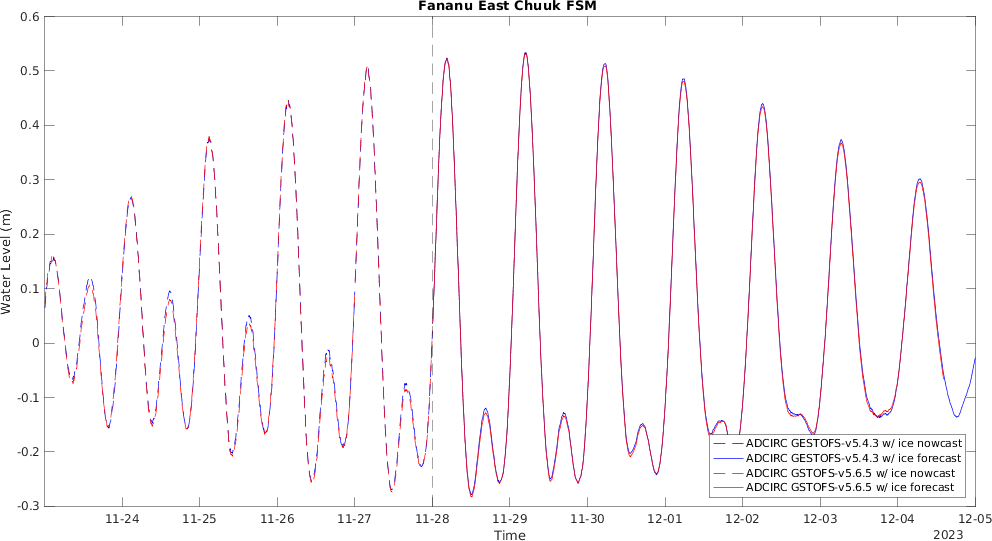 Fananu East Chuuk FSM
0.6
0.5
0.4
0.3
0.2
0.1
0
-0.1
-0.2
-0.3
Water Level (m)
ADCIRC GESTOFS-v5.4.3 w/ ice nowcast
ADCIRC GESTOFS-v5.4.3 w/ ice forecast
ADCIRC GSTOFS-v5.6.5 w/ ice nowcast
ADCIRC GSTOFS-v5.6.5 w/ ice forecast
11-24 11-25 11-26 11-27 11-28 11-29 11-30 12-01 12-02 12-03 12-04 12-05
Time
2023